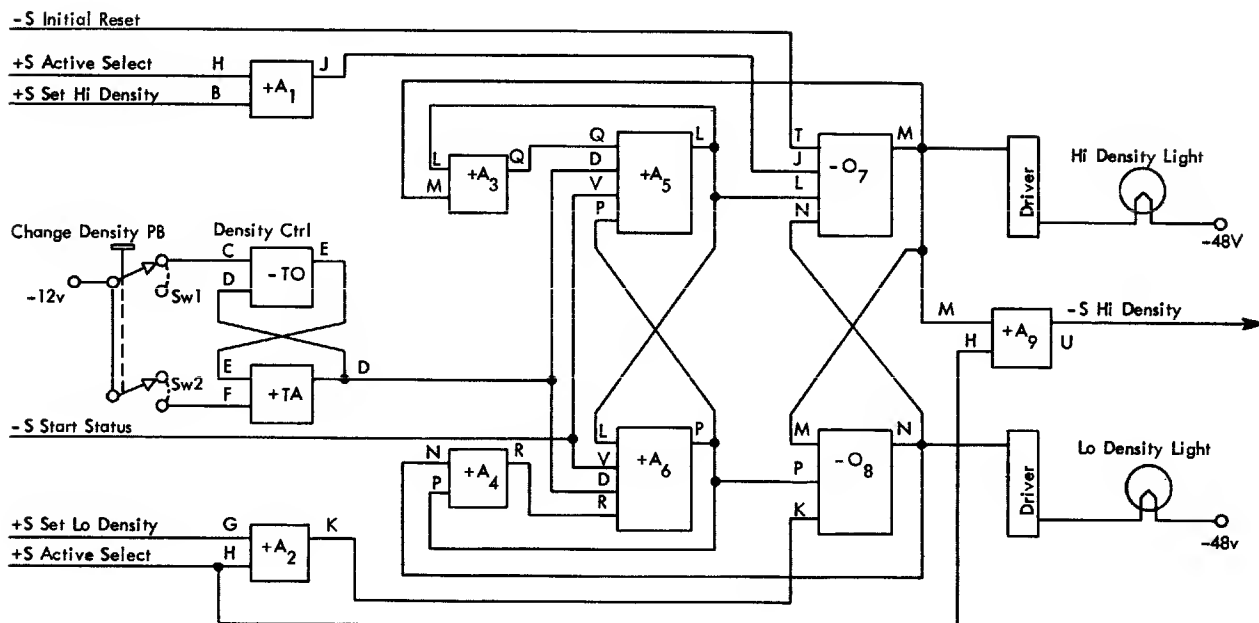 -S Initial Reset
+S Active Select H
+S Set Hi Density B
+A1
J
L
M
+A3
Q
Q
D
V
P
+A5
L
T
J
L
N
-O7
M
Driver
Hi Density Light
-48V
Change Density PB
-12v
Sw1
Sw2
Density Ctrl
C
D
-TO
E
E
F
+TA
D
M
H
+A9
U
-S Hi Density
-S Start Status
N
P
+A4
R
L
V
D
R
+A6
P
M
P
K
-O8
N
Driver
Lo Density Light
-48v
+S Set Lo Density G
+S Active Select H
+A2
K